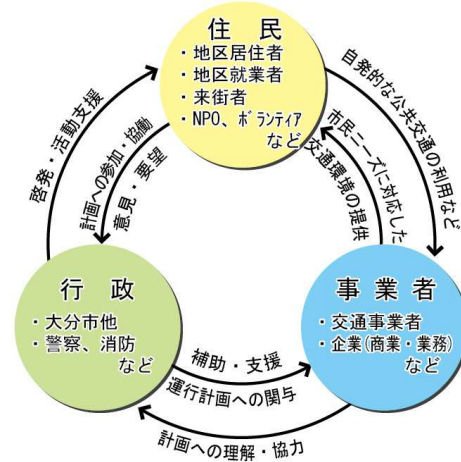 住民
・地区居住者
・地区就業者
・来街者
・NPO、ボランティア
など
自発的な公共交通の利用など
市民ニーズに対応した
交通環境の提供
啓発・活動支援
計画への参加・協働
意見・要望
行政
・大分市他
・警察、消防
など
事業者
・交通事業者
・企業(商業・業務)
など
補助・支援
運行計画への関与
計画への理解・協力